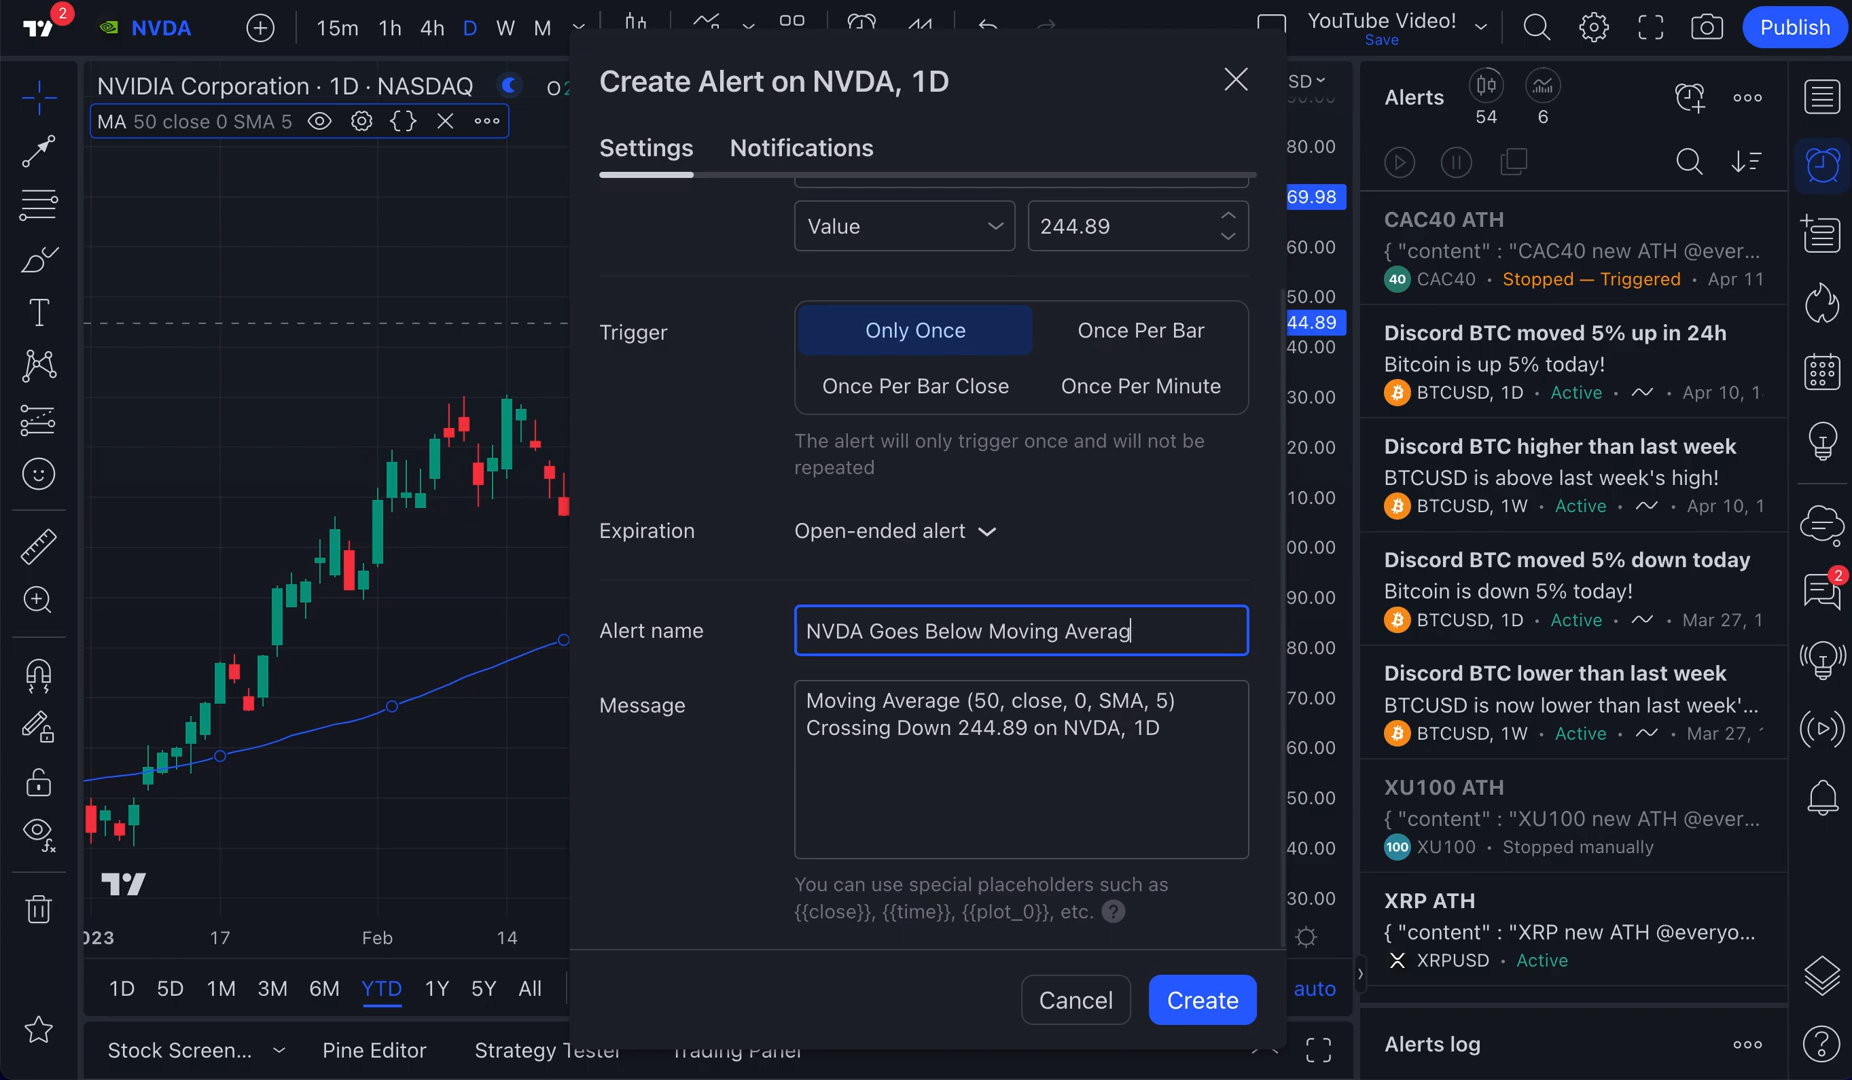 2
NVDA 15m 1h 4h D W M YouTube Video! Save Publish
NVIDIA Corporation · 1D · NASDAQ O2
MA 50 close 0 SMA 5
Create Alert on NVDA, 1D
Settings Notifications
Value 244.89
Trigger
Only Once Once Per Bar
Once Per Bar Close Once Per Minute
The alert will only trigger once and will not be
repeated
Expiration Open-ended alert
Alert name NVDA Goes Below Moving Averag
Message
Moving Average (50, close, 0, SMA, 5)
Crossing Down 244.89 on NVDA, 1D
You can use special placeholders such as
{{close}}, {{time}}, {{plot_0}}, etc. ?
Cancel Create
SD
80.00
69.98
60.00
50.00
44.89
40.00
30.00
20.00
10.00
00.00
90.00
80.00
70.00
60.00
50.00
40.00
30.00
auto
023 17 Feb 14
1D 5D 1M 3M 6M YTD 1Y 5Y All
Stock Screen... Pine Editor Strategy Tester Trading Panel
Alerts 54 6
CAC40 ATH
{ "content" : "CAC40 new ATH @ever...
40 CAC40 • Stopped — Triggered • Apr 11
Discord BTC moved 5% up in 24h
Bitcoin is up 5% today!
BTCUSD, 1D • Active • Apr 10, 1
Discord BTC higher than last week
BTCUSD is above last week's high!
BTCUSD, 1W • Active • Apr 10, 1
Discord BTC moved 5% down today
Bitcoin is down 5% today!
BTCUSD, 1D • Active • Mar 27, 1
Discord BTC lower than last week
BTCUSD is now lower than last week'...
BTCUSD, 1W • Active • Mar 27,
XU100 ATH
{ "content" : "XU100 new ATH @ever...
100 XU100 • Stopped manually
XRP ATH
{ "content" : "XRP new ATH @everyo...
XRPUSD • Active
Alerts log
2